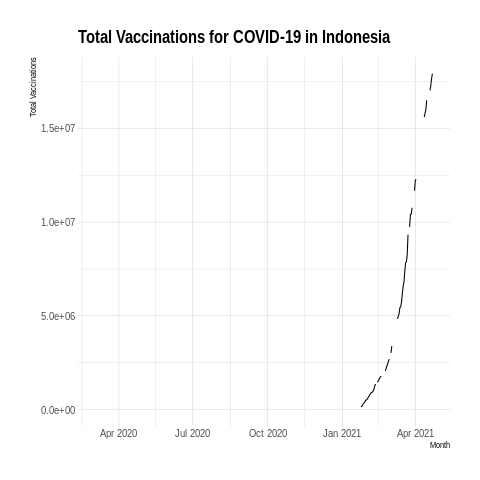 Total Vaccinations for COVID-19 in Indonesia
Total Vaccinations
1.5e+07
1.0e+07
5.0e+06
0.0e+00
Apr 2020 Jul 2020 Oct 2020 Jan 2021 Apr 2021
Month